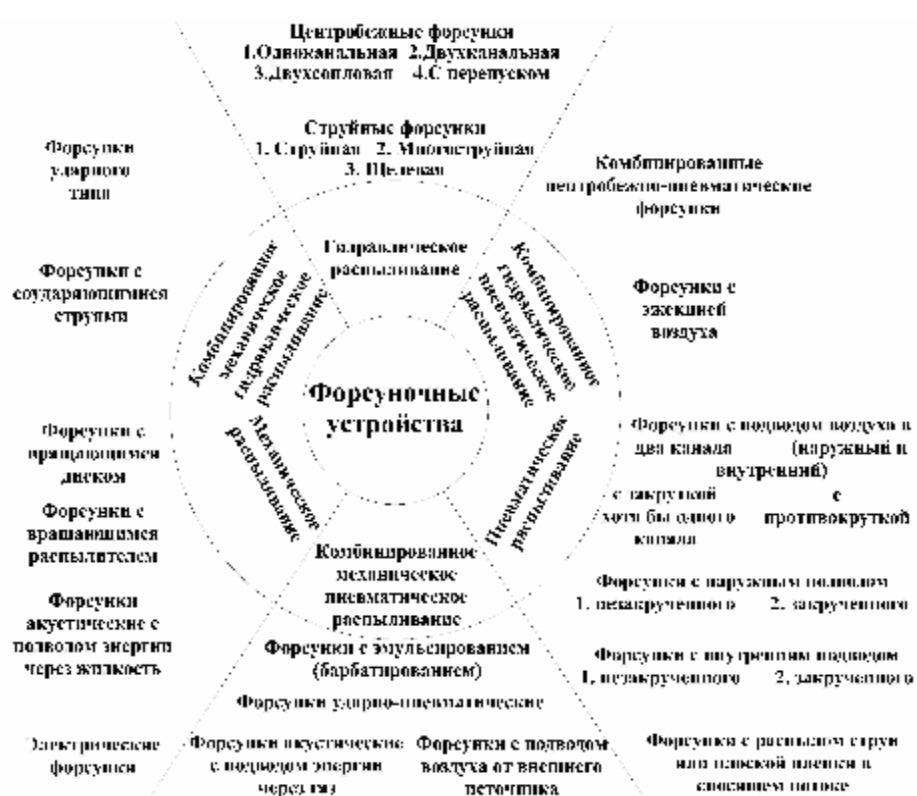 Центробежные форсунки
1.Одноканальная 2.Двухканальная
3.Двухсопловая 4.С перепуском
Струйные форсунки
1. Струйная 2. Многоструйная
3. Щелевая
Форсунки
ударного
типа
Комбинированные
центробежно-пневматические
форсунки
Гидравлическое
распыливание
Комбинированное
механическое
гидравлическое
распыливание
Комбинированное
гидравлическое
пневматическое
распыливание
Форсунки с
соударяющимися
струями
Форсунки с
эжекцией
воздуха
Форсуночные
устройства
Механическое
распыливание
Пневматическое
распыливание
Форсунки с
вращающимся
диском
Форсунки с подводом воздуха в
два канала (наружный и
внутренний)
с закруткой
хотя бы одного
канала
с
противокруткой
Форсунки с
вращающимся
распылителем
Комбинированное
механическое
пневматическое
распыливание
Форсунки с наружным подводом
1. незакрученного 2. закрученного
Форсунки
акустические с
подводом энергии
через жидкость
Форсунки с эмульсированием
(барбатированием)
Форсунки с внутренним подводом
1. незакрученного 2. закрученного
Форсунки ударно-пневматические
Электрические
форсунки
Форсунки акустические
с подводом энергии
через газ
Форсунки с подводом
воздуха от внешнего
источника
Форсунки с распылом струи
или плоской пленки в
сносящем потоке